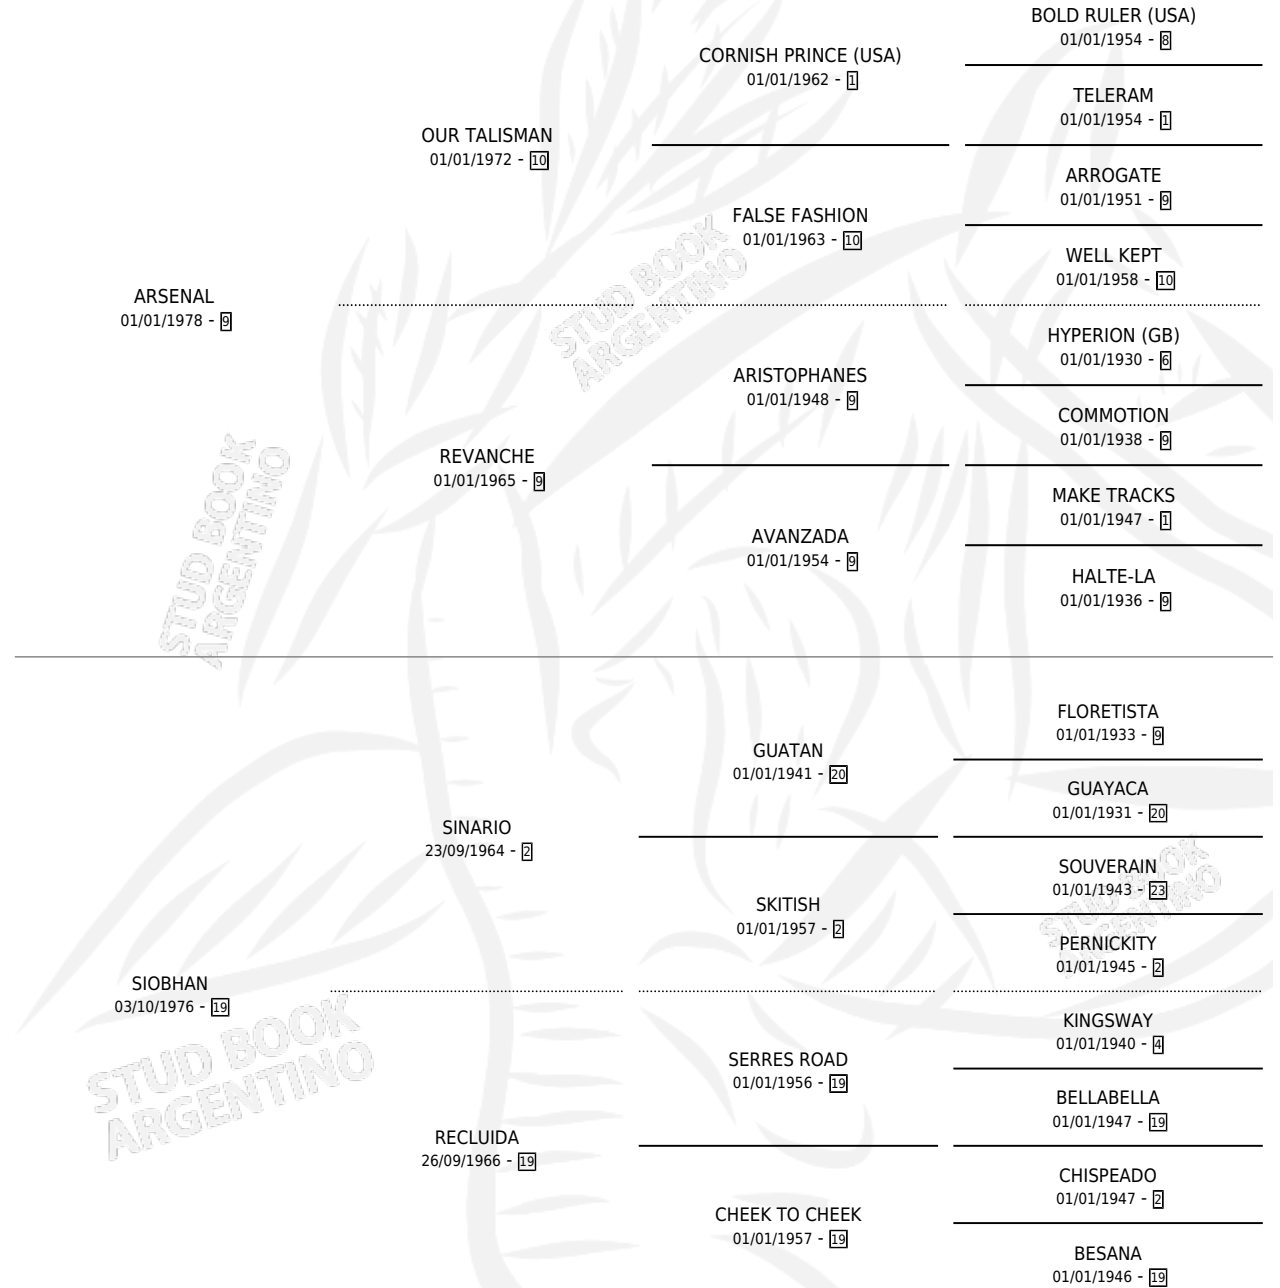 BOLD RULER (USA)
01/01/1954 - 8
CORNISH PRINCE (USA)
01/01/1962 - 1
TELERAM
01/01/1954 - 1
OUR TALISMAN
01/01/1972 - 10
ARROGATE
01/01/1951 - 9
FALSE FASHION
01/01/1963 - 10
WELL KEPT
01/01/1958 - 10
ARSENAL
01/01/1978 - 9
HYPERION (GB)
01/01/1930 - 6
ARISTOPHANES
01/01/1948 - 9
COMMOTION
01/01/1938 - 9
REVANCHE
01/01/1965 - 9
MAKE TRACKS
01/01/1947 - 1
AVANZADA
01/01/1954 - 9
HALTE-LA
01/01/1936 - 9
FLORETISTA
01/01/1933 - 9
GUATAN
01/01/1941 - 20
GUAYACA
01/01/1931 - 20
SINARIO
23/09/1964 - 2
SOUVERAIN
01/01/1943 - 23
SKITISH
01/01/1957 - 2
PERNICKITY
01/01/1945 - 2
SIOBHAN
03/10/1976 - 19
KINGSWAY
01/01/1940 - 4
SERRES ROAD
01/01/1956 - 19
BELLABELLA
01/01/1947 - 19
RECLUIDA
26/09/1966 - 19
CHISPEADO
01/01/1947 - 2
CHEEK TO CHEEK
01/01/1957 - 19
BESANA
01/01/1946 - 19
STUD BOOK
ARGENTINO
STUD BOOK
ARGENTINO
STUD BOOK
ARGENTINO
STUD BOOK
ARGENTINO